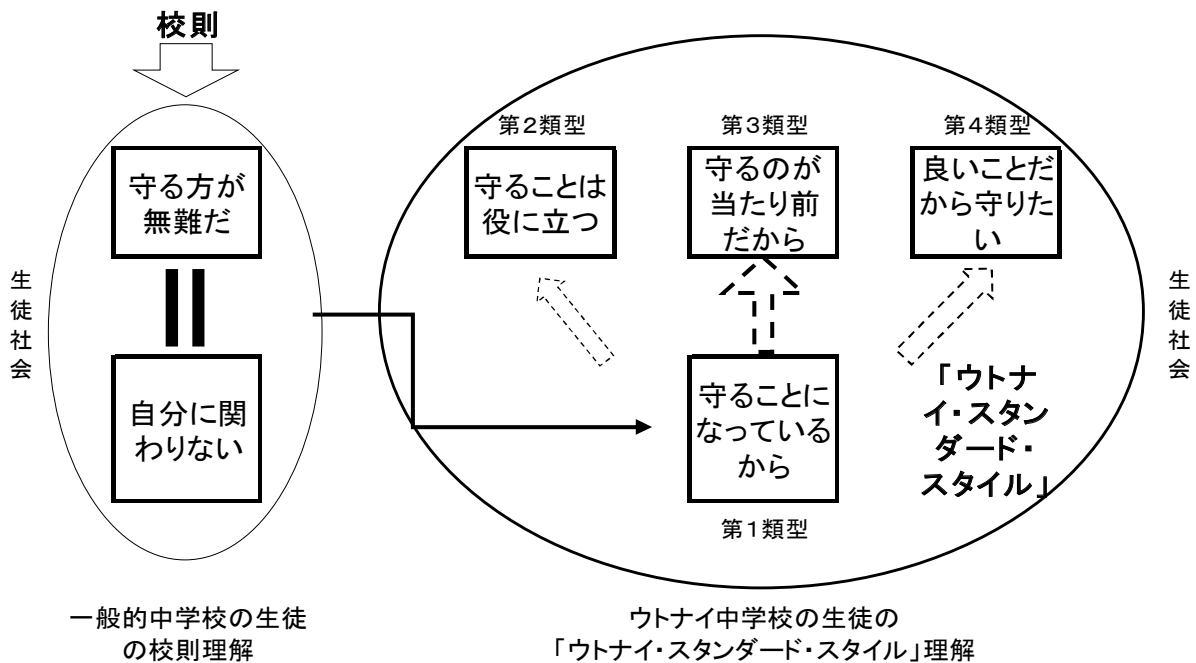 校則
第2類型
第3類型
第4類型
守る方が
無難だ
守ることは
役に立つ
守るのが
当たり前
だから
良いことだ
から守りた
い
生徒社会
生徒社会
自分に関
わりない
守ることに
なっている
から
「ウトナ
イ・スタン
ダード・
スタイル」
第1類型
一般的中学校の生徒
の校則理解
ウトナイ中学校の生徒の
「ウトナイ・スタンダード・スタイル」理解